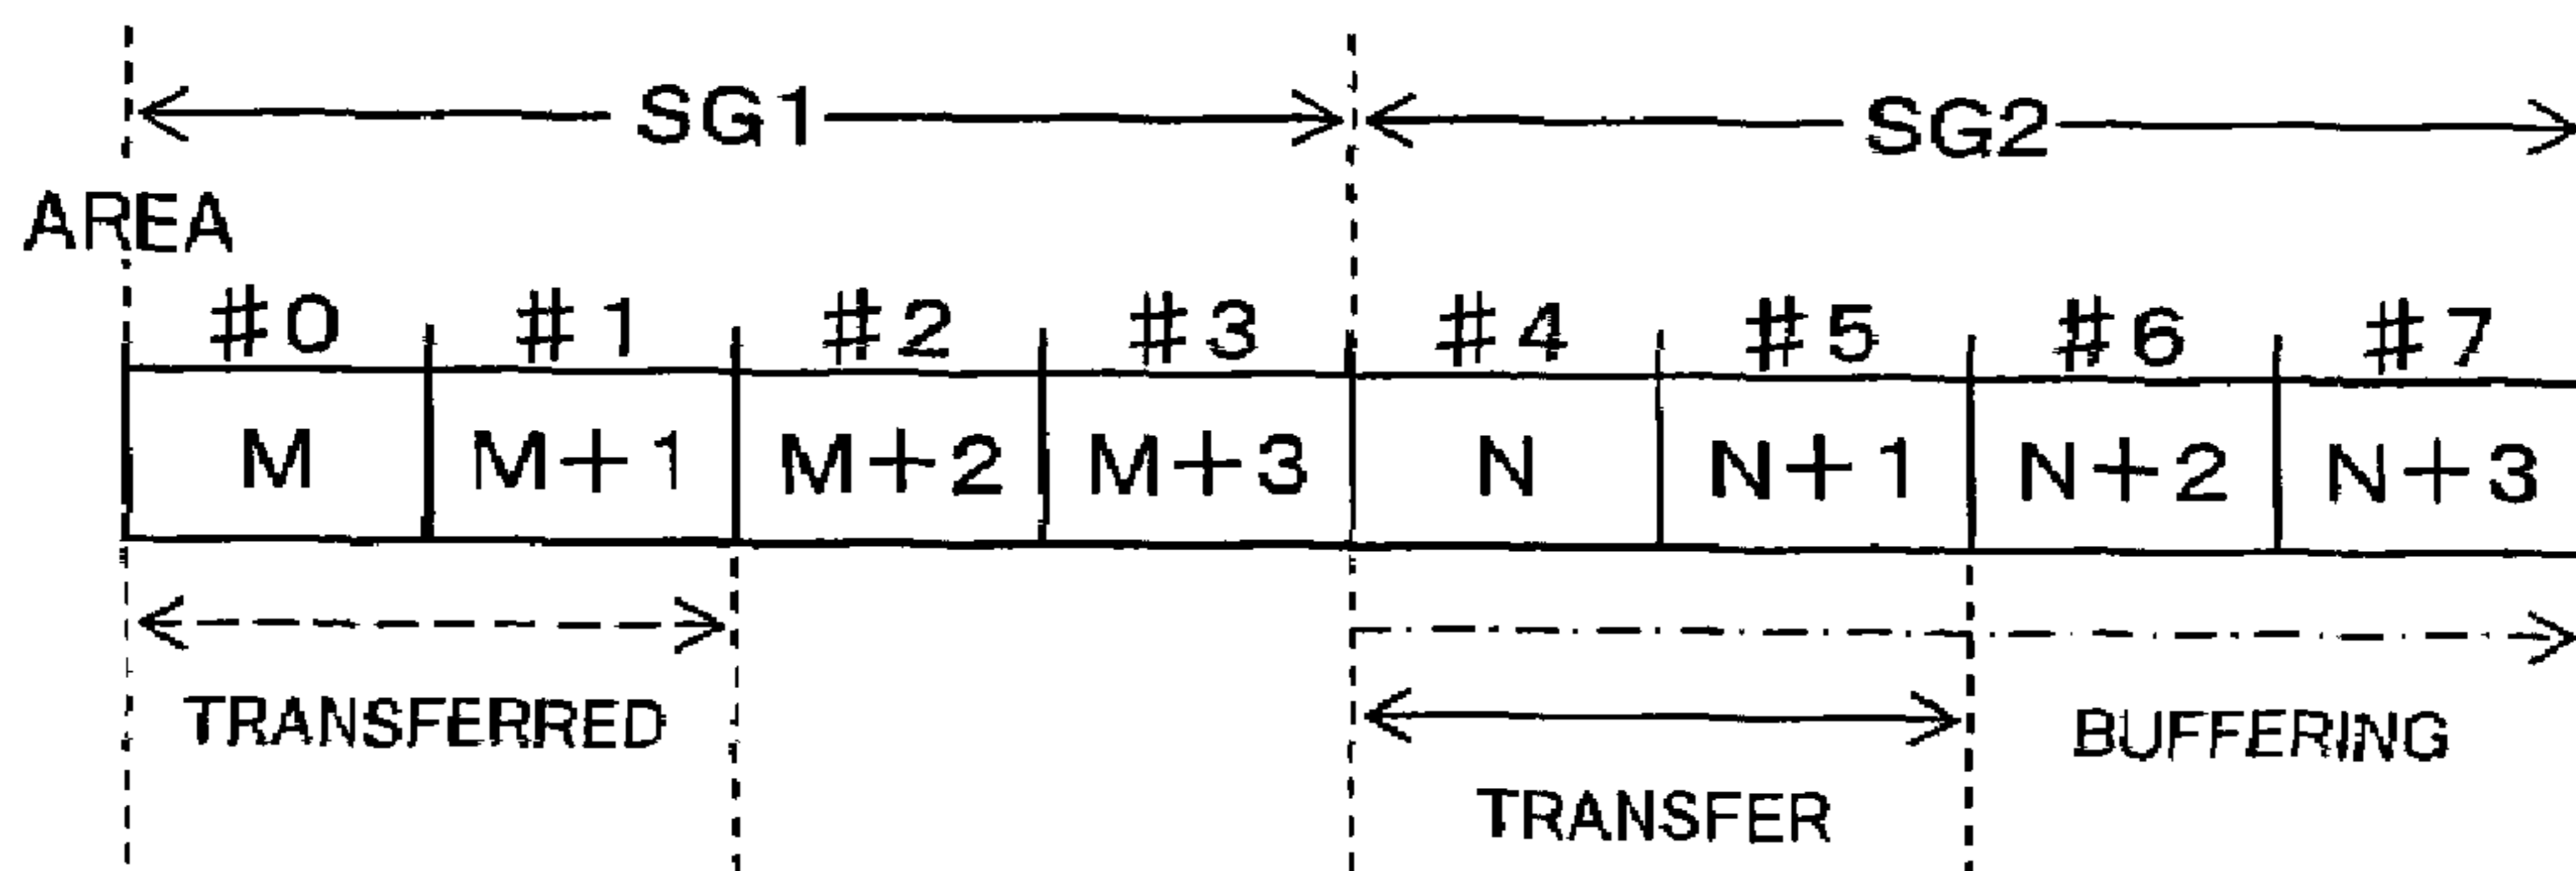 SG1 SG2
AREA
#0 #1 #2 #3 #4 #5 #6 #7
M M+1 M+2 M+3 N N+1 N+2 N+3
TRANSFERRED BUFFERING
TRANSFER